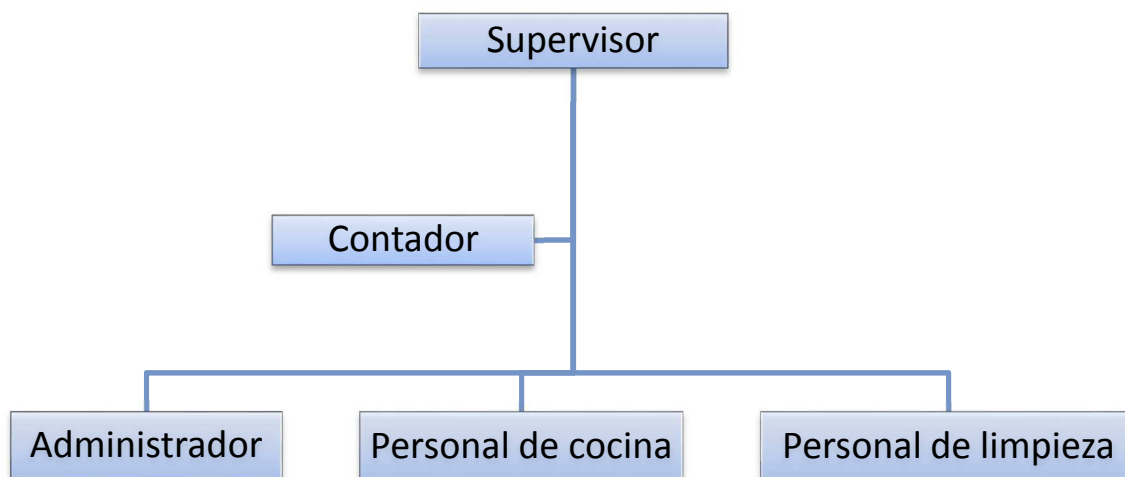 Supervisor
Contador
Administrador
Personal de cocina
Personal de limpieza